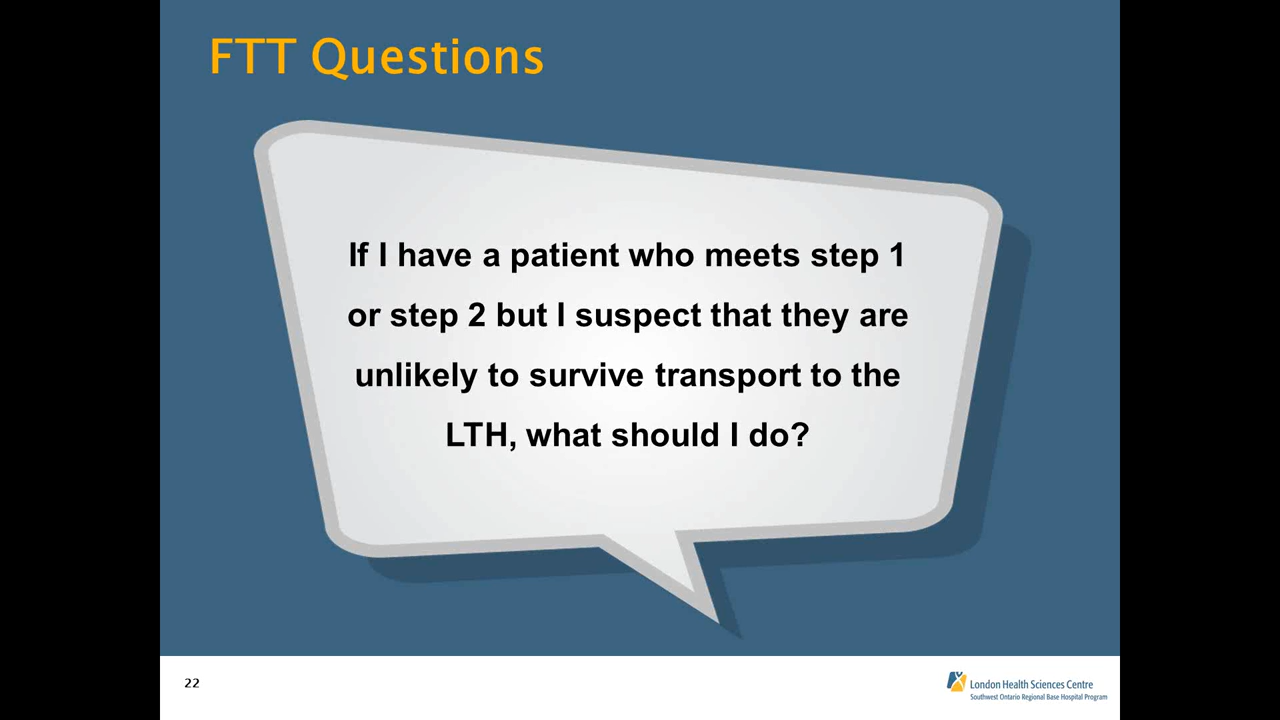 FTT Questions
If I have a patient who meets step 1
or step 2 but I suspect that they are
unlikely to survive transport to the
LTH, what should I do?
22
London Health Sciences Centre
Southwest Ontario Regional Base Hospital Program